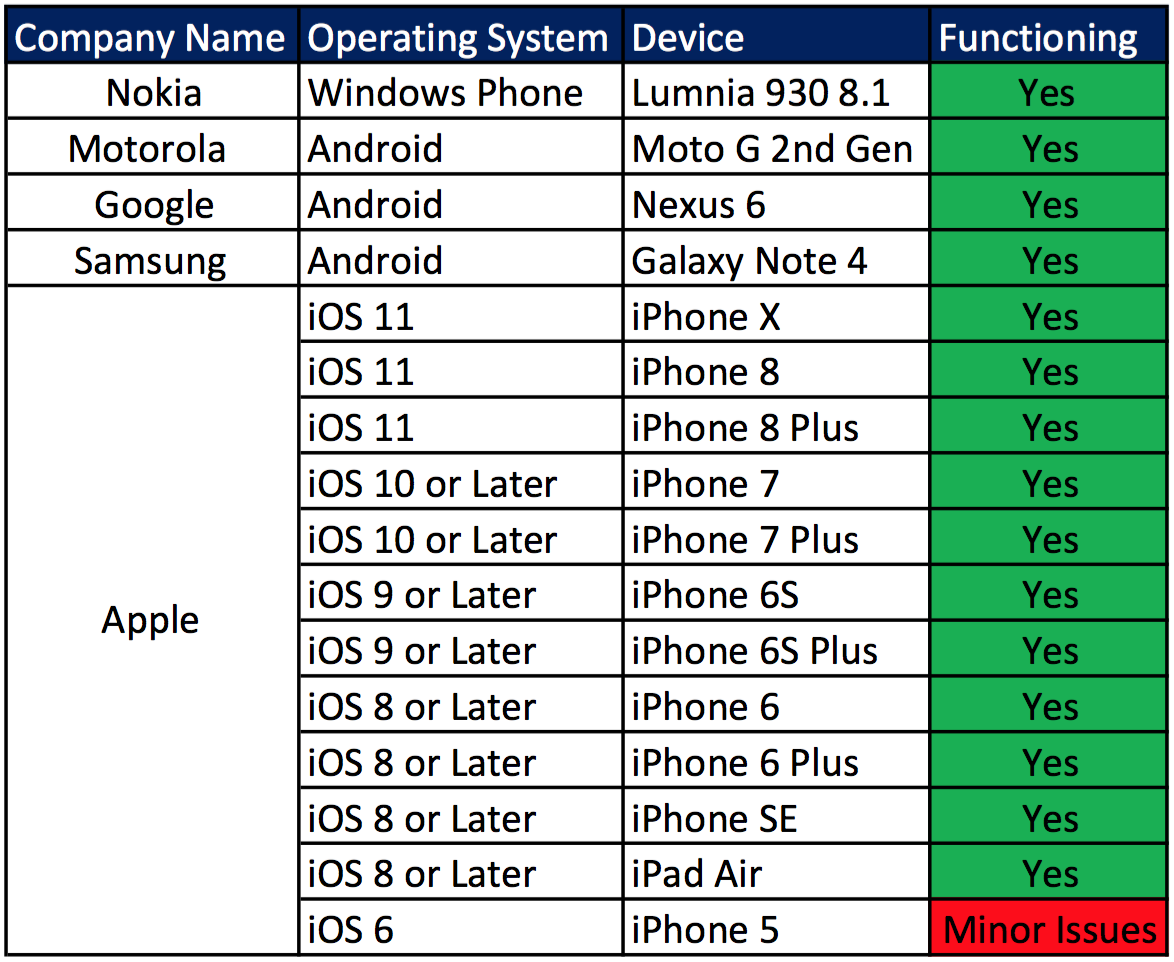 Company Name Operating System Device Functioning
Nokia Windows Phone Lumnia 930 8.1 Yes
Motorola Android Moto G 2nd Gen Yes
Google Android Nexus 6 Yes
Samsung Android Galaxy Note 4 Yes
iOS 11 iPhone X Yes
iOS 11 iPhone 8 Yes
iOS 11 iPhone 8 Plus Yes
iOS 10 or Later iPhone 7 Yes
iOS 10 or Later iPhone 7 Plus Yes
iOS 9 or Later iPhone 6S Yes
Apple
iOS 9 or Later iPhone 6S Plus Yes
iOS 8 or Later iPhone 6 Yes
iOS 8 or Later iPhone 6 Plus Yes
iOS 8 or Later iPhone SE Yes
iOS 8 or Later iPad Air Yes
iOS 6 iPhone 5 Minor Issues